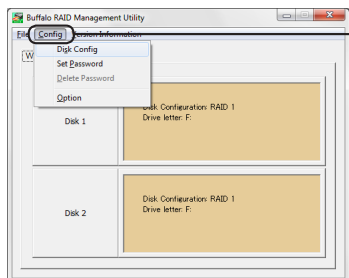 Buffalo RAID Management Utility
File Config Version Information
Disk Config
Set Password
Delete Password
Option
Disk 1
Disk Configuration: RAID 1
Drive letter: F:
Disk 2
Disk Configuration: RAID 1
Drive letter: F: